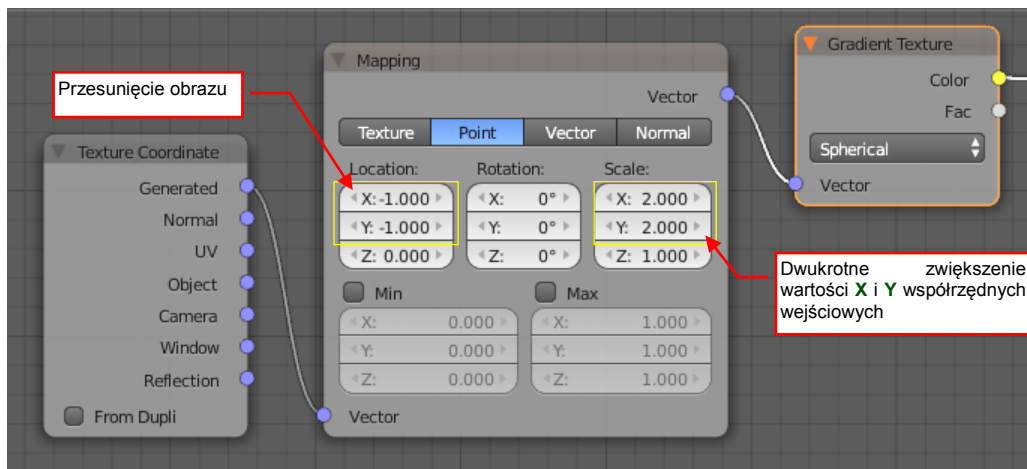 Przesunięcie obrazu
Texture Coordinate
Generated
Normal
UV
Object
Camera
Window
Reflection
From Dupli
Mapping
Vector
Texture Point Vector Normal
Location: Rotation: Scale:
X: -1.000 X: 0° X: 2.000
Y: -1.000 Y: 0° Y: 2.000
Z: 0.000 Z: 0° Z: 1.000
Min Max
X: 0.000 X: 1.000
Y: 0.000 Y: 1.000
Z: 0.000 Z: 1.000
Vector
Gradient Texture
Color
Fac
Spherical
Vector
Dwukrotne zwiększenie
wartości X i Y współrzędnych
wejściowych